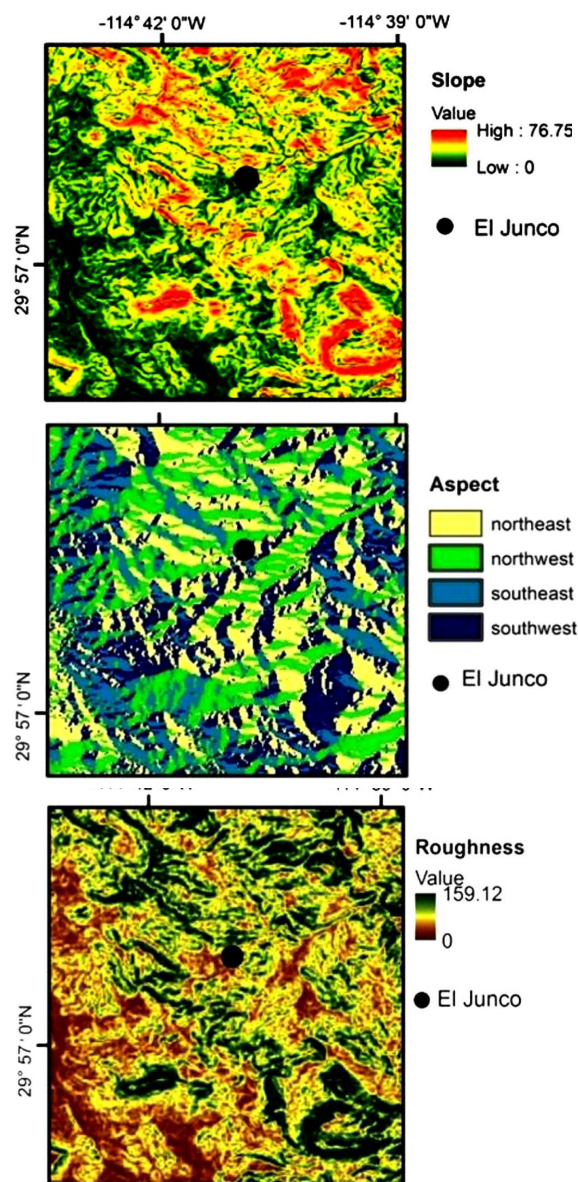 -114° 42' 0"W
-114° 39' 0"W
29° 57' 0"N
Slope
Value
High : 76.75
Low : 0
El Junco
29° 57' 0"N
Aspect
northeast
northwest
southeast
southwest
El Junco
29° 57' 0"N
Roughness
Value
159.12
0
El Junco